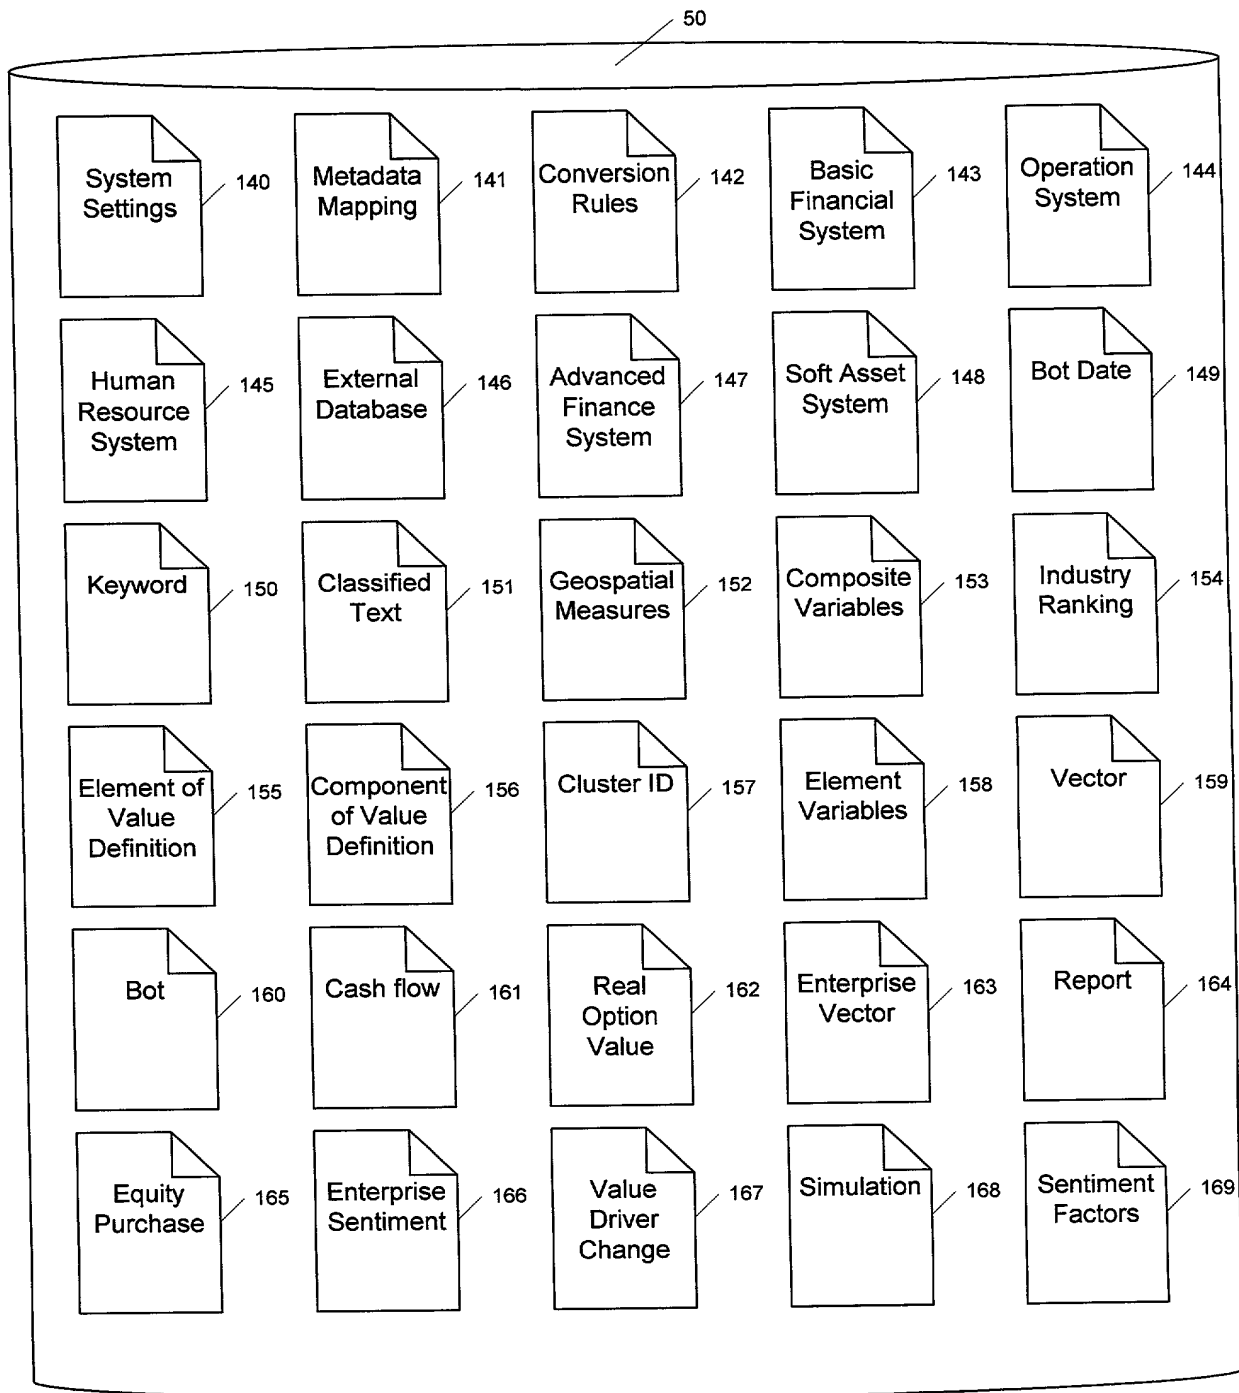 50
System
Settings
140
Metadata
Mapping
141
Conversion
Rules
142
Basic
Financial
System
143
Operation
System
144
Human
Resource
System
145
External
Database
146
Advanced
Finance
System
147
Soft Asset
System
148
Bot Date
149
Keyword
150
Classified
Text
151
Geospatial
Measures
152
Composite
Variables
153
Industry
Ranking
154
Element of
Value
Definition
155
Component
of Value
Definition
156
Cluster ID
157
Element
Variables
158
Vector
159
Bot
160
Cash flow
161
Real
Option
Value
162
Enterprise
Vector
163
Report
164
Equity
Purchase
165
Enterprise
Sentiment
166
Value
Driver
Change
167
Simulation
168
Sentiment
Factors
169